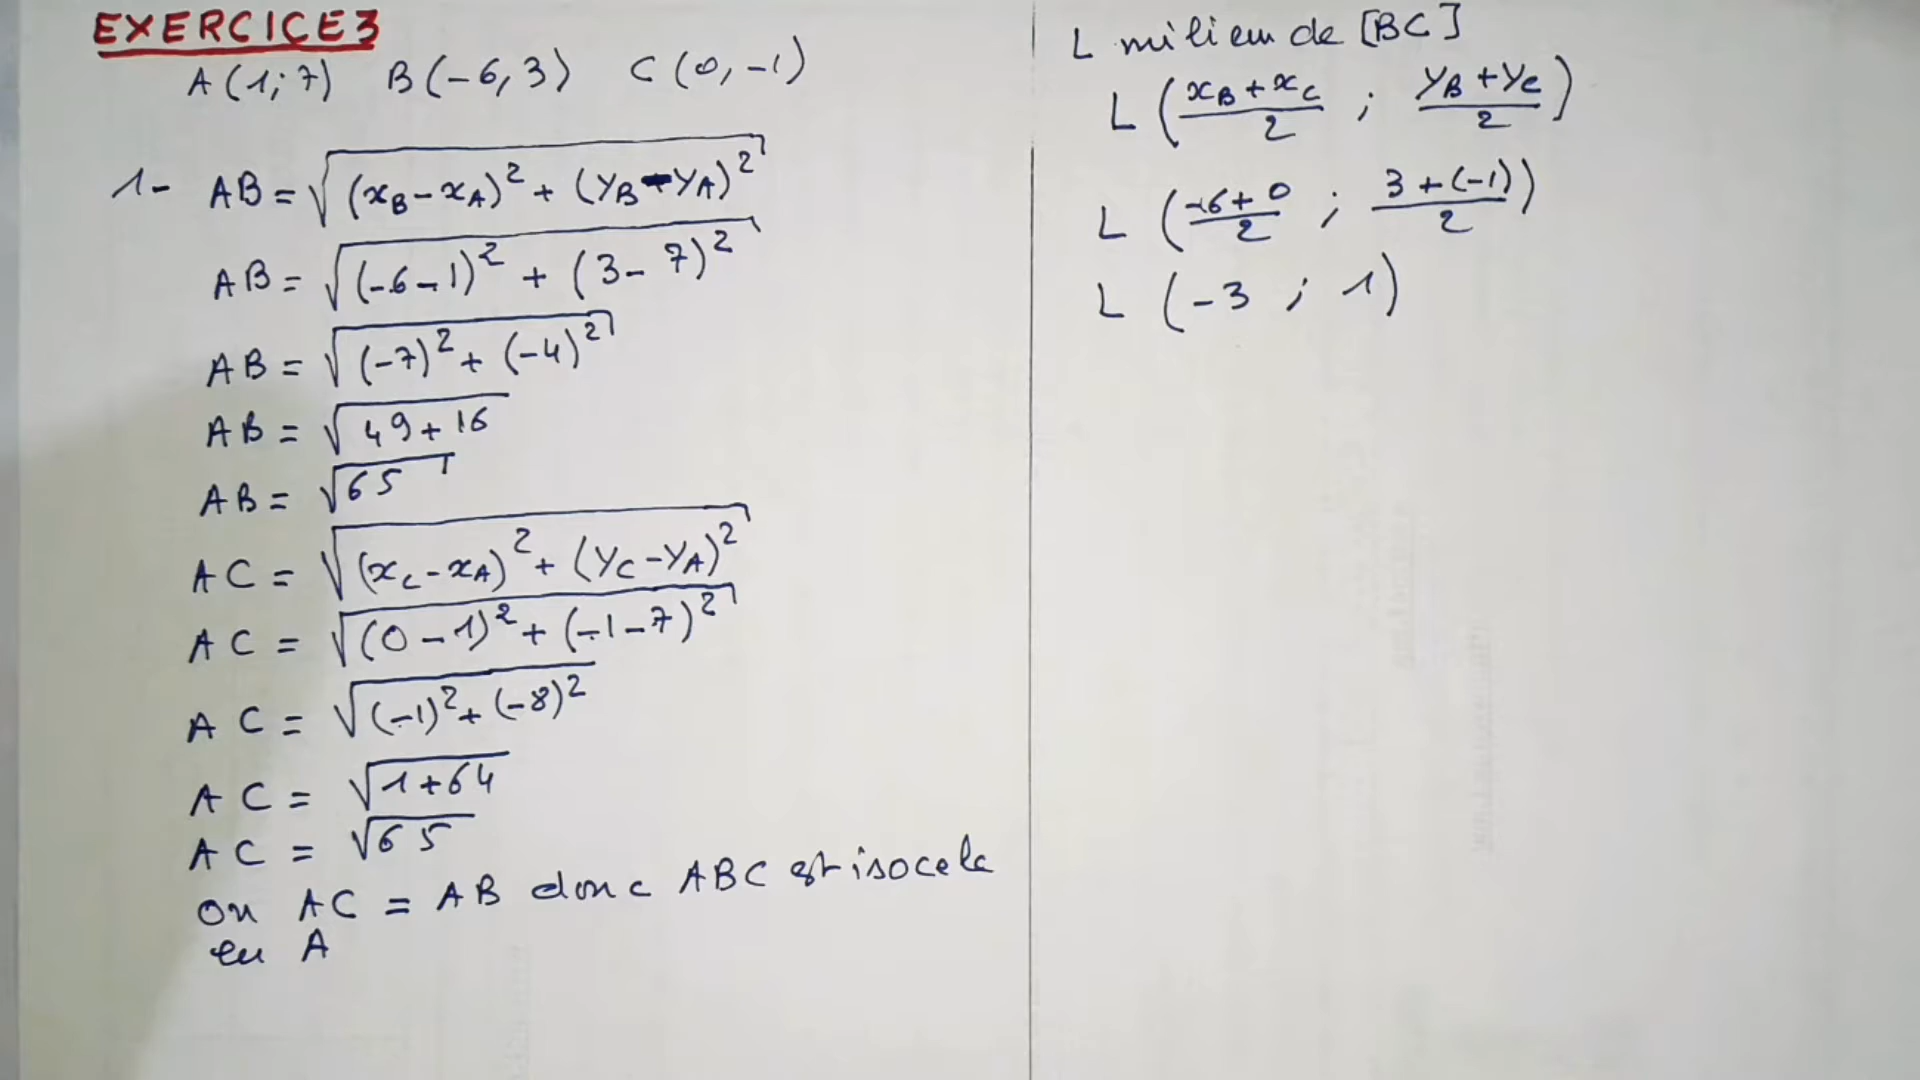 EXERCICE3
A(1;7) B(-6,3) C(0,-1)
1- AB = √((x_B - x_A)² + (y_B - y_A)²)
AB = √((-6-1)² + (3-7)²)
AB = √((-7)² + (-4)²)
AB = √(49+16)
AB = √65
AC = √((x_C - x_A)² + (y_C - y_A)²)
AC = √((0-1)² + (-1-7)²)
AC = √((-1)² + (-8)²)
AC = √(1+64)
AC = √65
On AC = AB donc ABC est isocele
en A
L milieu de [BC]
L ((x_B + x_C)/2 ; (y_B + y_C)/2)
L ((-6+0)/2 ; (3+(-1))/2)
L (-3 ; 1)